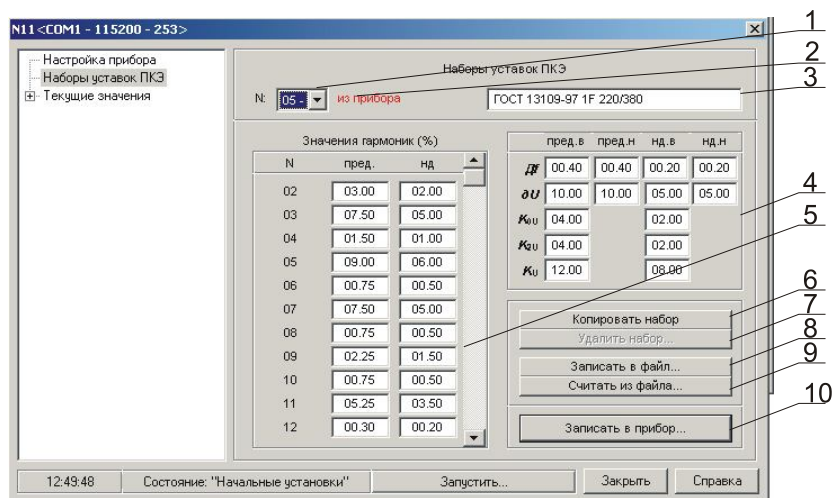 N11<COM1 - 115200 - 253>
Настройка прибора
Наборы уставок ПКЭ
Текущие значения
Наборы уставок ПКЭ
N: 05 - из прибора ГОСТ 13109-97 1F 220/380
Значения гармоник (%)
N пред. нд
02 03.00 02.00
03 07.50 05.00
04 01.50 01.00
05 09.00 06.00
06 00.75 00.50
07 07.50 05.00
08 00.75 00.50
09 02.25 01.50
10 00.75 00.50
11 05.25 03.50
12 00.30 00.20
пред.в пред.н нд.в нд.н
Δf 00.40 00.40 00.20 00.20
∂U 10.00 10.00 05.00 05.00
K0U 04.00 02.00
K2U 04.00 02.00
KU 12.00 08.00
Копировать набор
Удалить набор...
Записать в файл...
Считать из файла...
Записать в прибор...
12:49:48 Состояние: "Начальные установки" Запустить... Закрыть Справка
1
2
3
4
5
6
7
8
9
10